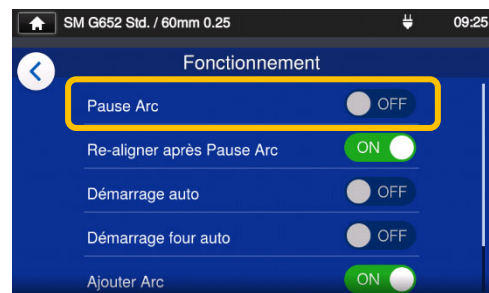 SM G652 Std. / 60mm 0.25 09:25
Fonctionnement
Pause Arc OFF
Re-aligner après Pause Arc ON
Démarrage auto OFF
Démarrage four auto OFF
Ajouter Arc ON